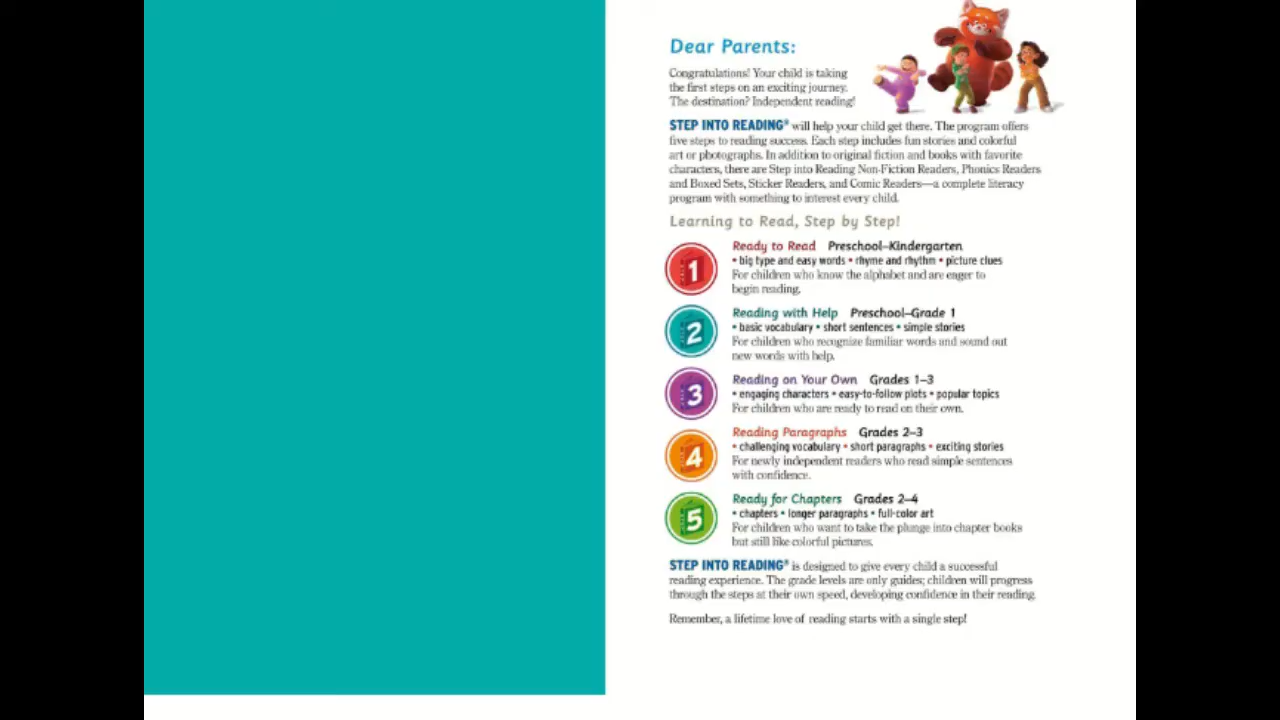 Dear Parents:
Congratulations! Your child is taking
the first steps on an exciting journey.
The destination? Independent reading!
STEP INTO READING® will help your child get there. The program offers
five steps to reading success. Each step includes fun stories and colorful
art or photographs. In addition to original fiction and books with favorite
characters, there are Step into Reading Non-Fiction Readers, Phonics Readers
and Boxed Sets, Sticker Readers, and Comic Readers—a complete literacy
program with something to interest every child.
Learning to Read, Step by Step!
1
Ready to Read Preschool–Kindergarten
• big type and easy words • rhyme and rhythm • picture clues
For children who know the alphabet and are eager to
begin reading.
2
Reading with Help Preschool–Grade 1
• basic vocabulary • short sentences • simple stories
For children who recognize familiar words and sound out
new words with help.
3
Reading on Your Own Grades 1–3
• engaging characters • easy-to-follow plots • popular topics
For children who are ready to read on their own.
4
Reading Paragraphs Grades 2–3
• challenging vocabulary • short paragraphs • exciting stories
For newly independent readers who read simple sentences
with confidence.
5
Ready for Chapters Grades 2–4
• chapters • longer paragraphs • full-color art
For children who want to take the plunge into chapter books
but still like colorful pictures.
STEP INTO READING® is designed to give every child a successful
reading experience. The grade levels are only guides; children will progress
through the steps at their own speed, developing confidence in their reading.
Remember, a lifetime love of reading starts with a single step!